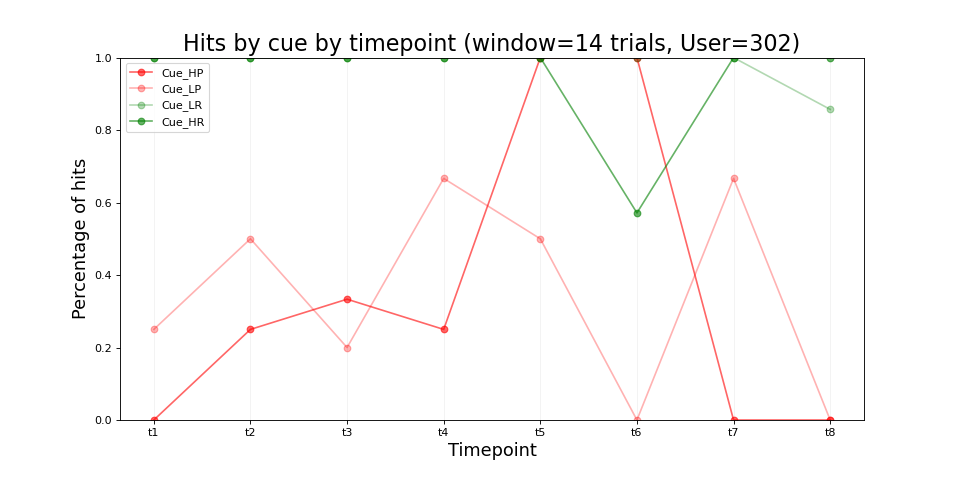 Hits by cue by timepoint (window=14 trials, User=302)
Cue_HP
Cue_LP
Cue_LR
Cue_HR
Percentage of hits
1.0
0.8
0.6
0.4
0.2
0.0
t1 t2 t3 t4 t5 t6 t7 t8
Timepoint